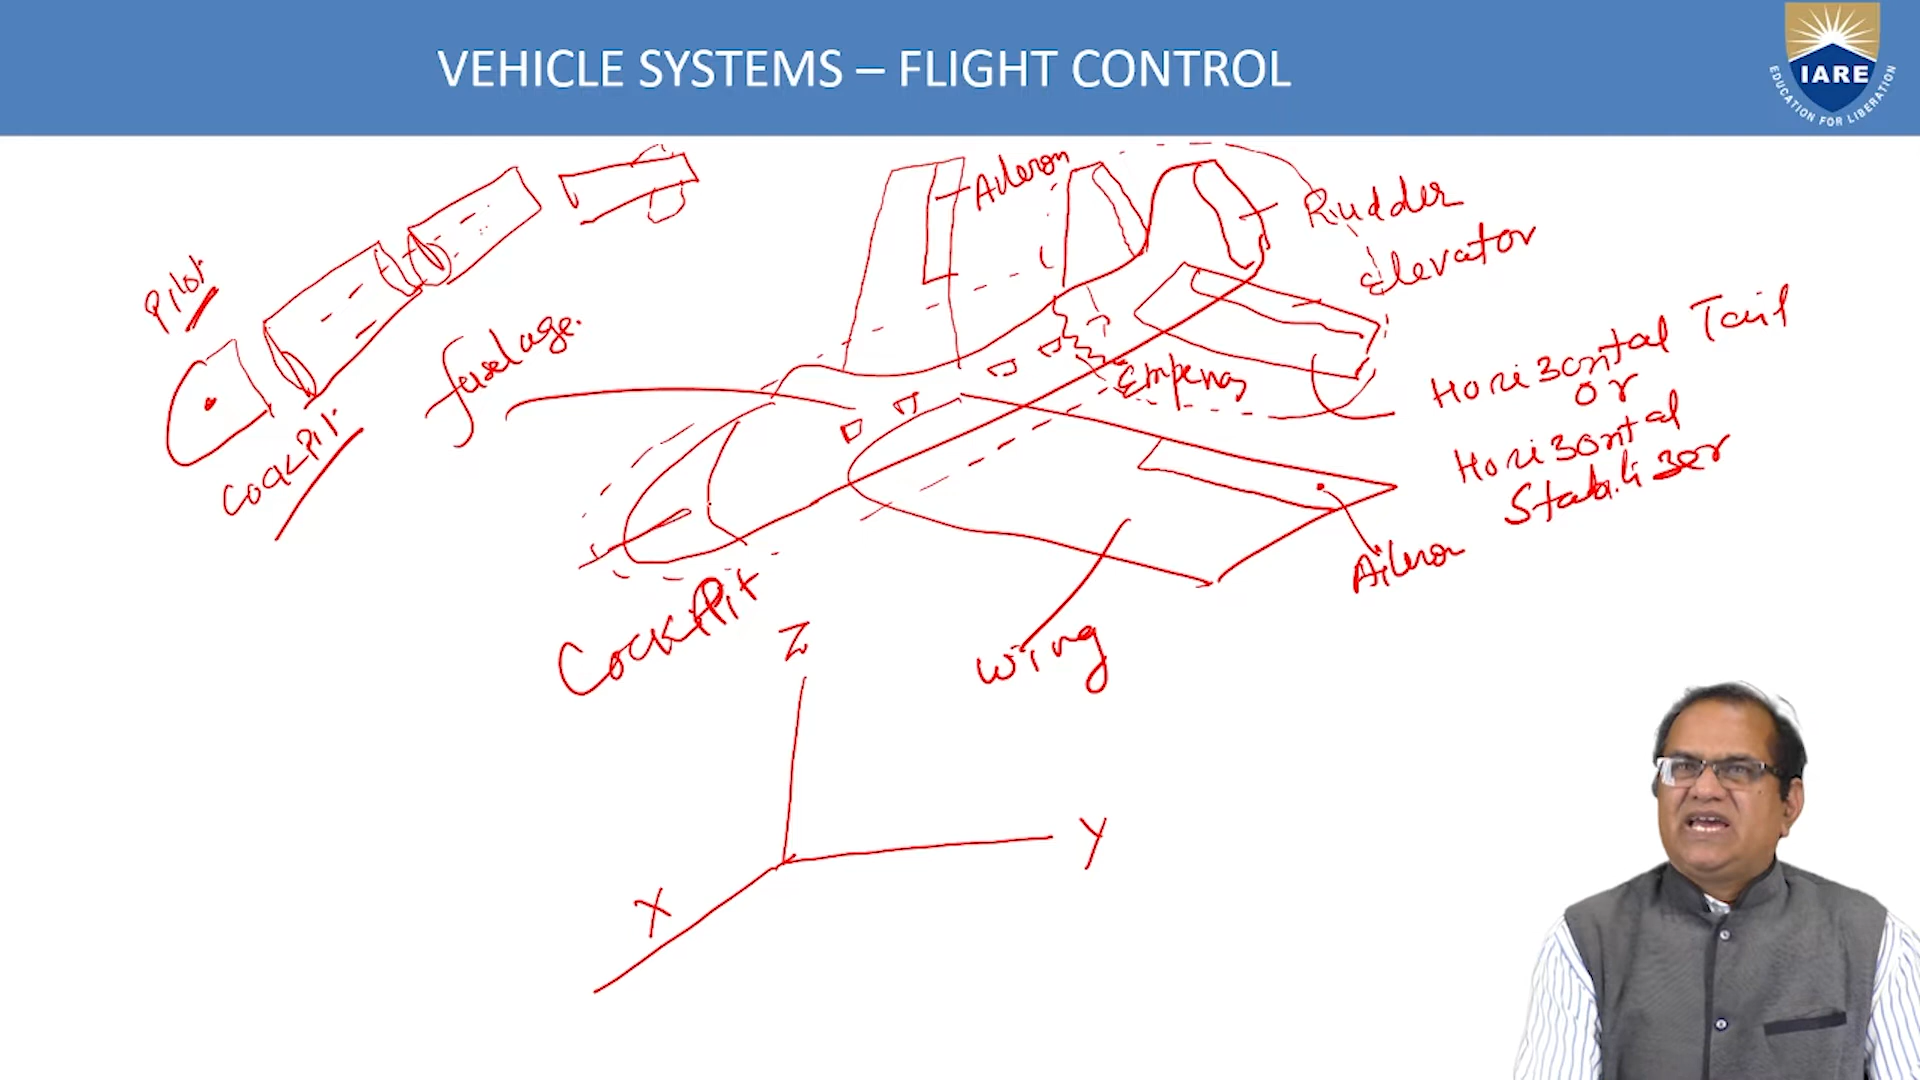 VEHICLE SYSTEMS – FLIGHT CONTROL
IARE
EDUCATION FOR LIBERATION
Pilot
Cockpit
fuselage.
Aileron
Rudder
Elevator
Horizontal Tail
or
Horizontal
Stabilizer
Empenas
Aileron
Cockpit
Wing
Z
Y
X